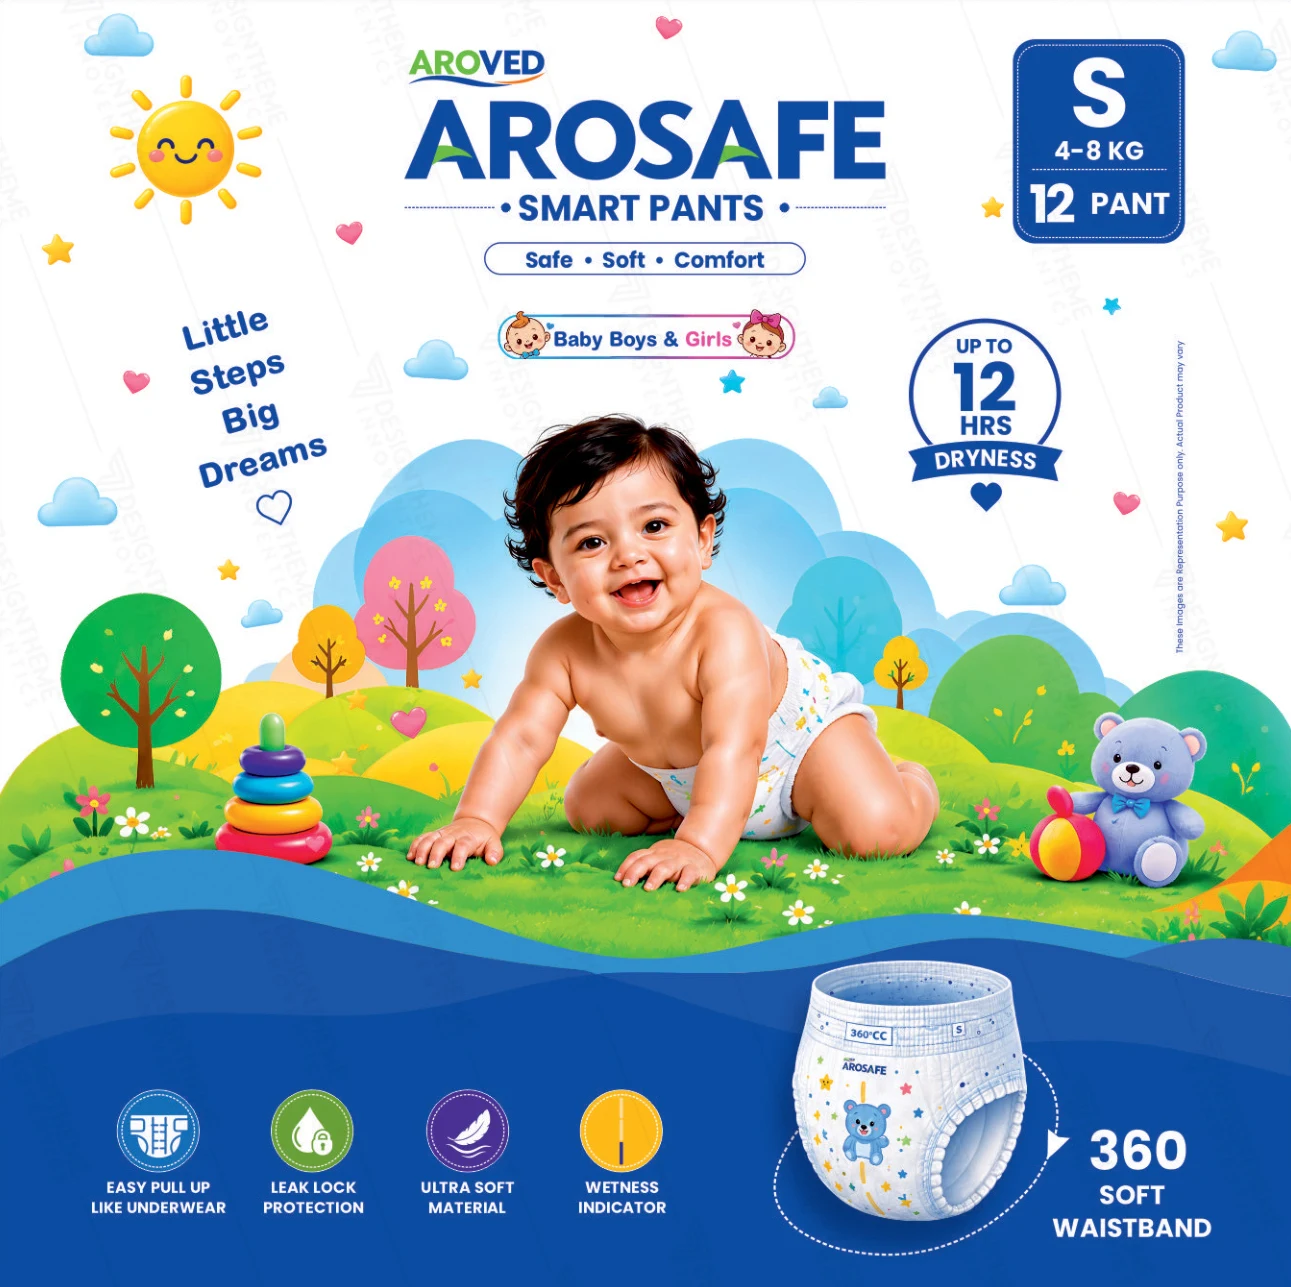 AROVED
AROSAFE
• SMART PANTS •
Safe • Soft • Comfort
Baby Boys & Girls
S
4-8 KG
12 PANT
Little
Steps
Big
Dreams
UP TO
12
HRS
DRYNESS
These Images are Representation Purpose only. Actual Product may vary
360°CC
S
AROSAFE
EASY PULL UP
LIKE UNDERWEAR
LEAK LOCK
PROTECTION
ULTRA SOFT
MATERIAL
WETNESS
INDICATOR
360
SOFT
WAISTBAND